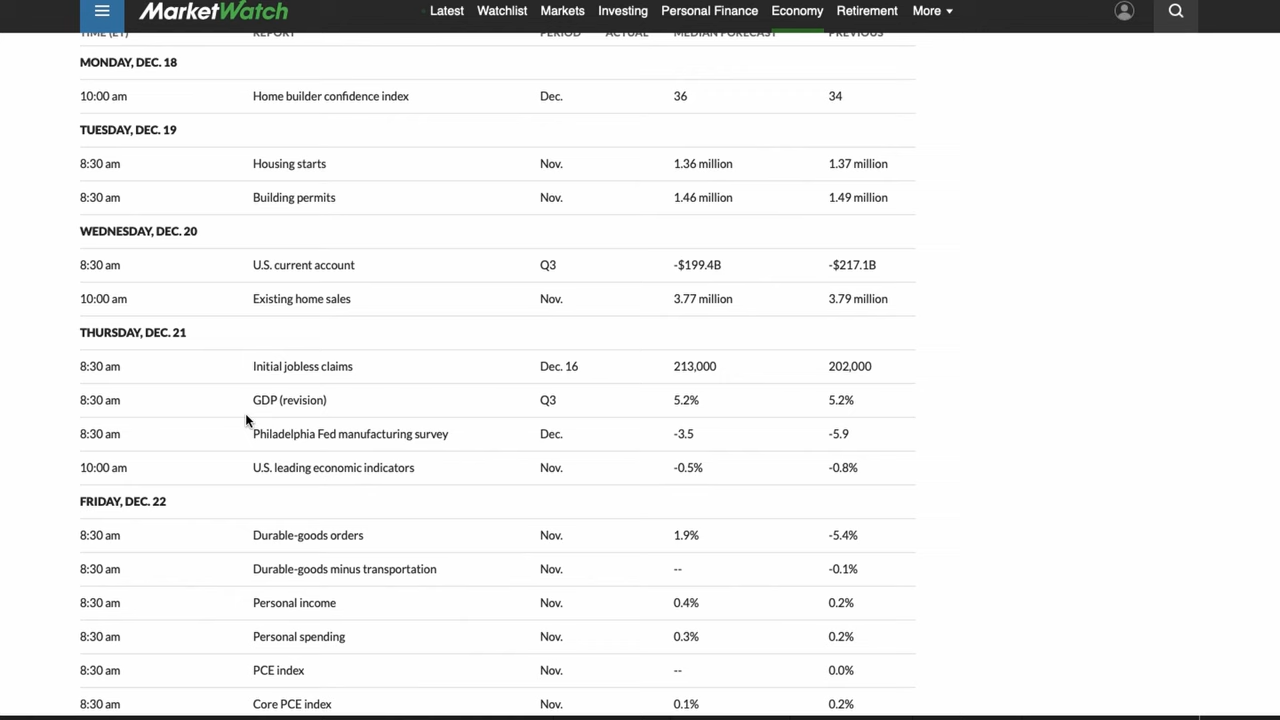 MarketWatch Latest Watchlist Markets Investing Personal Finance Economy Retirement More
TIME (ET) REPORT PERIOD ACTUAL MEDIAN FORECAST PREVIOUS
MONDAY, DEC. 18
10:00 am Home builder confidence index Dec. 36 34
TUESDAY, DEC. 19
8:30 am Housing starts Nov. 1.36 million 1.37 million
8:30 am Building permits Nov. 1.46 million 1.49 million
WEDNESDAY, DEC. 20
8:30 am U.S. current account Q3 -$199.4B -$217.1B
10:00 am Existing home sales Nov. 3.77 million 3.79 million
THURSDAY, DEC. 21
8:30 am Initial jobless claims Dec. 16 213,000 202,000
8:30 am GDP (revision) Q3 5.2% 5.2%
8:30 am Philadelphia Fed manufacturing survey Dec. -3.5 -5.9
10:00 am U.S. leading economic indicators Nov. -0.5% -0.8%
FRIDAY, DEC. 22
8:30 am Durable-goods orders Nov. 1.9% -5.4%
8:30 am Durable-goods minus transportation Nov. -- -0.1%
8:30 am Personal income Nov. 0.4% 0.2%
8:30 am Personal spending Nov. 0.3% 0.2%
8:30 am PCE index Nov. -- 0.0%
8:30 am Core PCE index Nov. 0.1% 0.2%